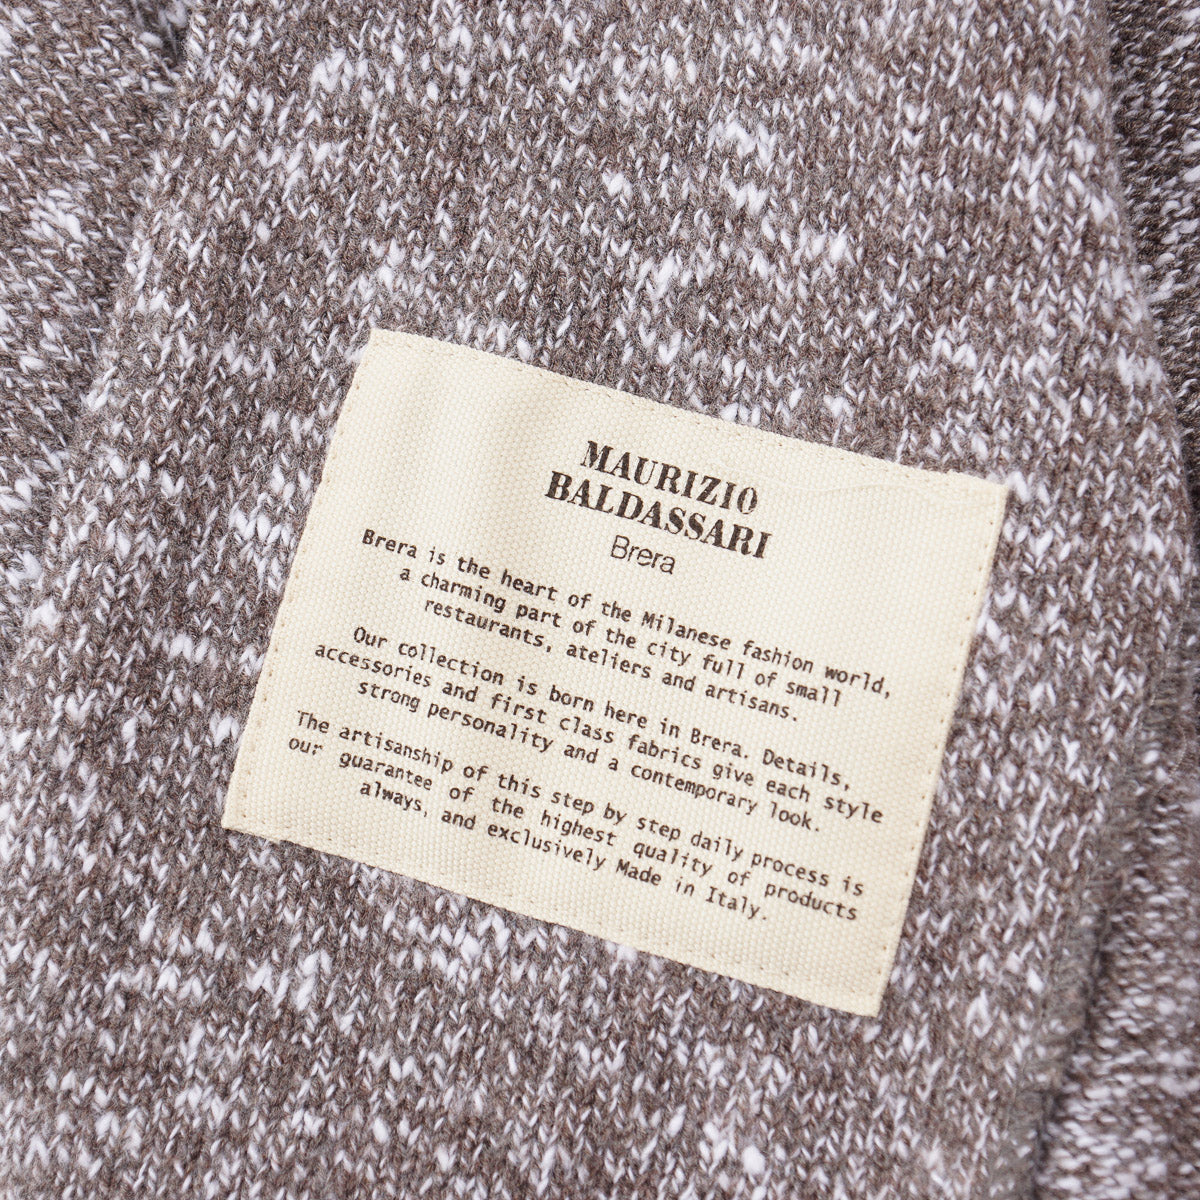 MAURIZIO
BALDASSARI
Brera
Brera is the heart of the Milanese fashion world,
a charming part of the city full of small
restaurants, ateliers and artisans.
Our collection is born here in Brera. Details,
accessories and first class fabrics give each style
strong personality and a contemporary look.
The artisanship of this step by step daily process is
our guarantee of the highest quality of products
always, and exclusively Made in Italy.